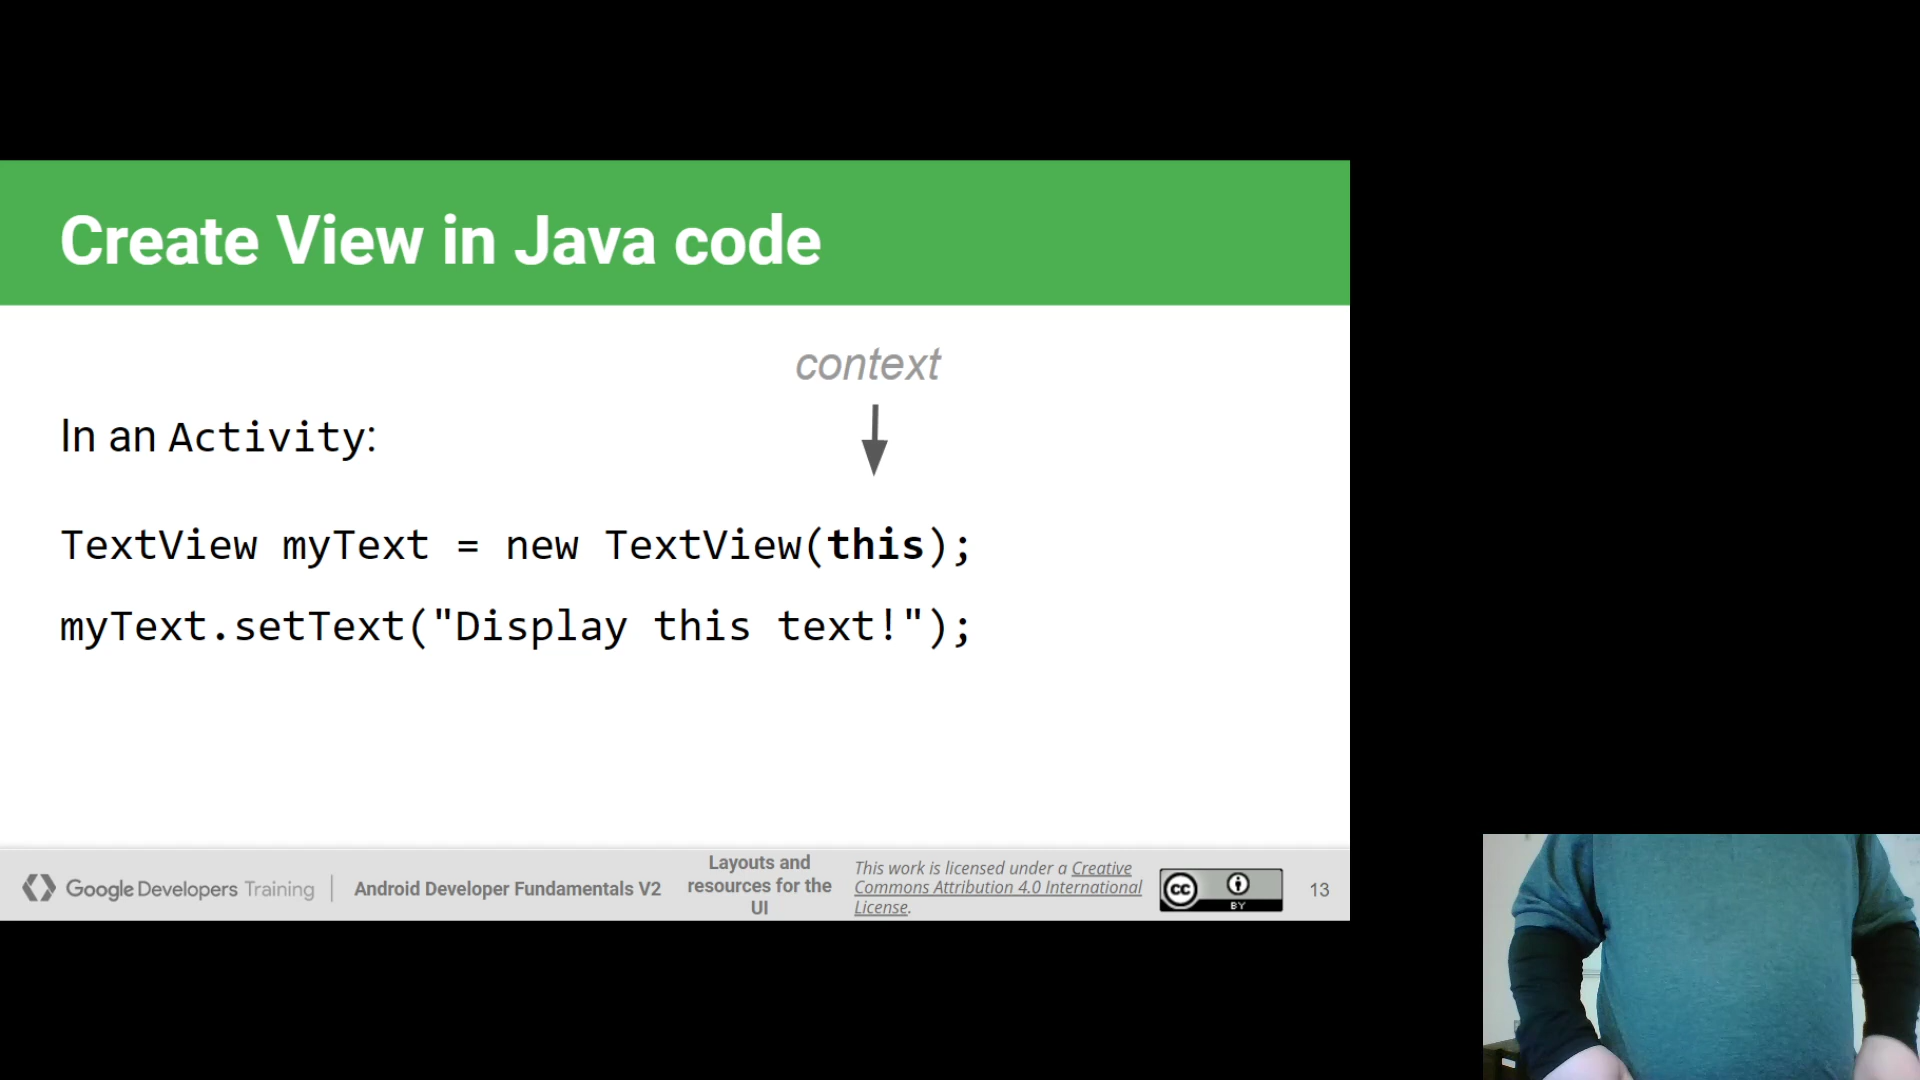 Create View in Java code
context
In an Activity:
TextView myText = new TextView(this);
myText.setText("Display this text!");
Google Developers Training
Android Developer Fundamentals V2
Layouts and
resources for the
UI
This work is licensed under a Creative
Commons Attribution 4.0 International
License.
cc
BY
13